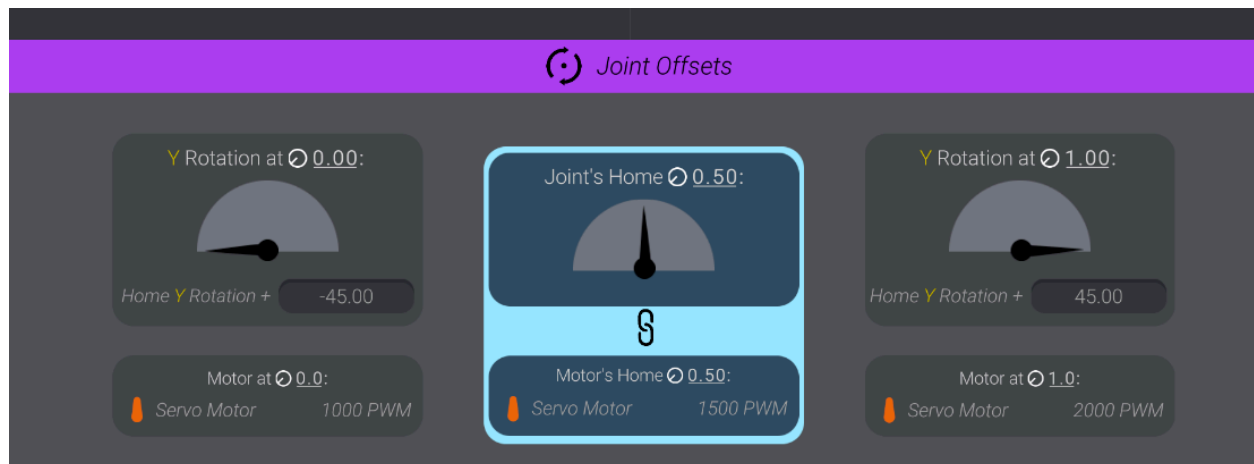 Joint Offsets
Y Rotation at 0.00:
Home Y Rotation + -45.00
Motor at 0.0:
Servo Motor 1000 PWM
Joint's Home 0.50:
Motor's Home 0.50:
Servo Motor 1500 PWM
Y Rotation at 1.00:
Home Y Rotation + 45.00
Motor at 1.0:
Servo Motor 2000 PWM